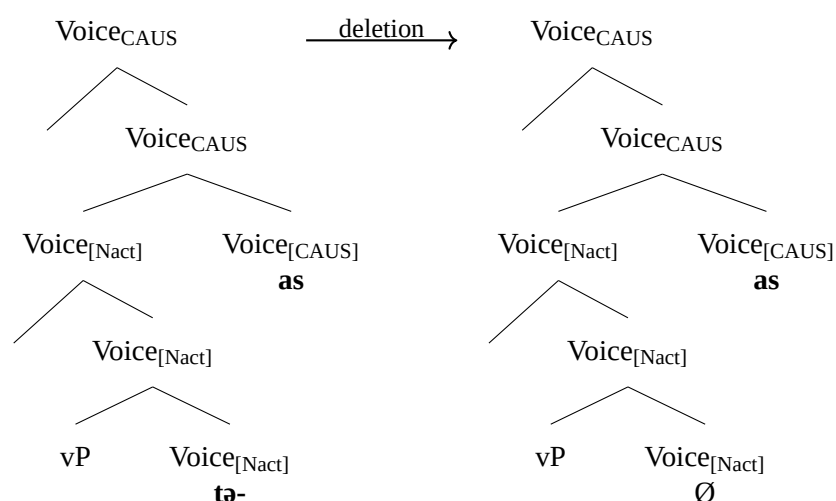 Voice_CAUS deletion Voice_CAUS
Voice_CAUS Voice_CAUS
Voice_[Nact] Voice_[CAUS] Voice_[Nact] Voice_[CAUS]
as as
Voice_[Nact] Voice_[Nact]
vP Voice_[Nact] vP Voice_[Nact]
tə- Ø